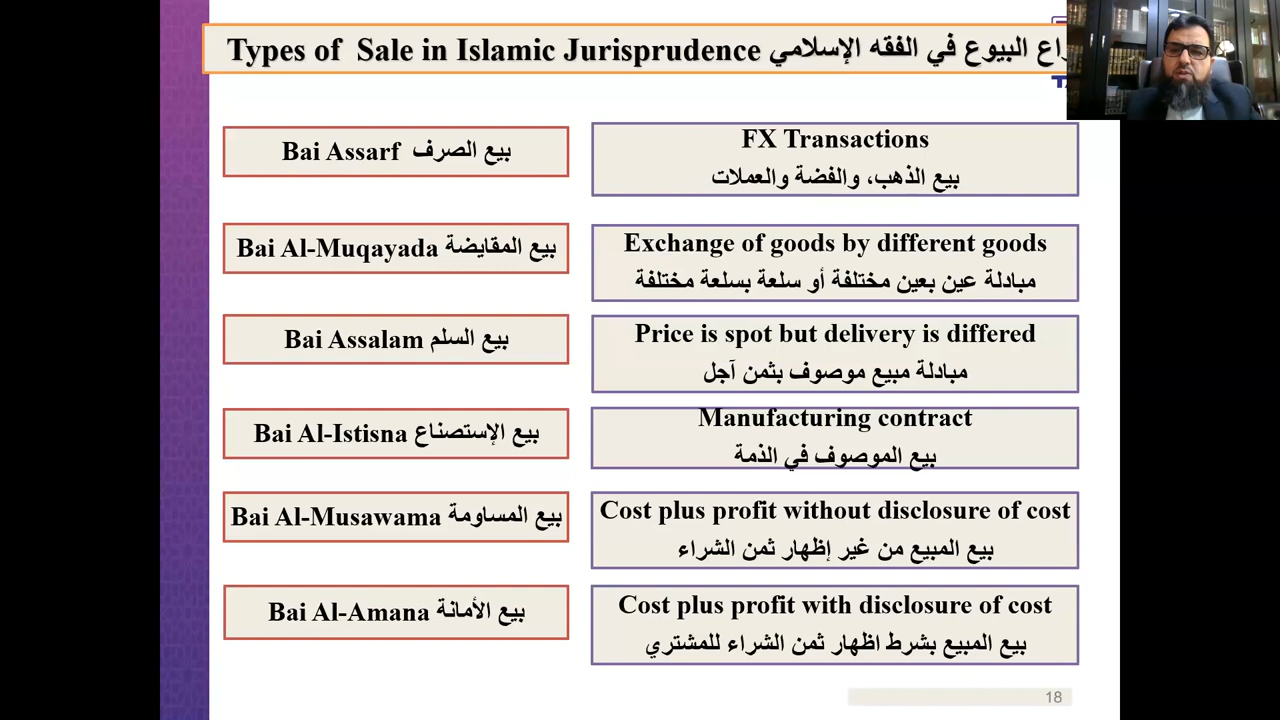 Types of Sale in Islamic Jurisprudence البيوع في الفقه الإسلامي
Bai Assarf بيع الصرف
FX Transactions
بيع الذهب، والفضة والعملات
Bai Al-Muqayada بيع المقايضة
Exchange of goods by different goods
مبادلة عين بعين مختلفة أو سلعة بسلعة مختلفة
Bai Assalam بيع السلم
Price is spot but delivery is differed
مبادلة مبيع موصوف بثمن آجل
Bai Al-Istisna بيع الإستصناع
Manufacturing contract
بيع الموصوف في الذمة
Bai Al-Musawama بيع المساومة
Cost plus profit without disclosure of cost
بيع المبيع من غير إظهار ثمن الشراء
Bai Al-Amana بيع الأمانة
Cost plus profit with disclosure of cost
بيع المبيع بشرط اظهار ثمن الشراء للمشتري
18